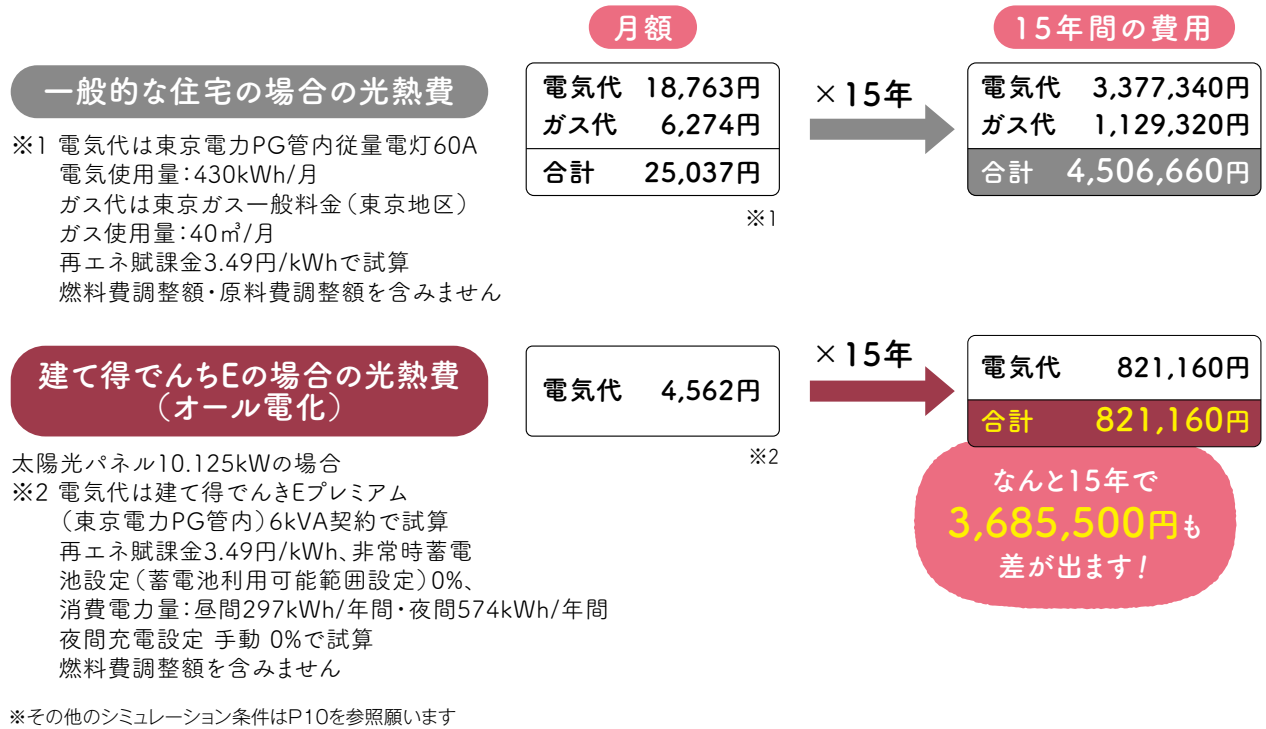 月額
15年間の費用
一般的な住宅の場合の光熱費
電気代 18,763円
ガス代 6,274円
合計 25,037円
※1
×15年
電気代 3,377,340円
ガス代 1,129,320円
合計 4,506,660円
※1 電気代は東京電力PG管内従量電灯60A
電気使用量：430kWh/月
ガス代は東京ガス一般料金（東京地区）
ガス使用量：40㎥/月
再エネ賦課金3.49円/kWhで試算
燃料費調整額・原料費調整額を含みません
建て得でんちEの場合の光熱費
（オール電化）
電気代 4,562円
※2
×15年
電気代 821,160円
合計 821,160円
なんと15年で
3,685,500円も
差が出ます！
太陽光パネル10.125kWの場合
※2 電気代は建て得でんきEプレミアム
（東京電力PG管内）6kVA契約で試算
再エネ賦課金3.49円/kWh、非常時蓄電
池設定（蓄電池利用可能範囲設定）0%、
消費電力量：昼間297kWh/年間・夜間574kWh/年間
夜間充電設定 手動 0%で試算
燃料費調整額を含みません
※その他のシミュレーション条件はP10を参照願います